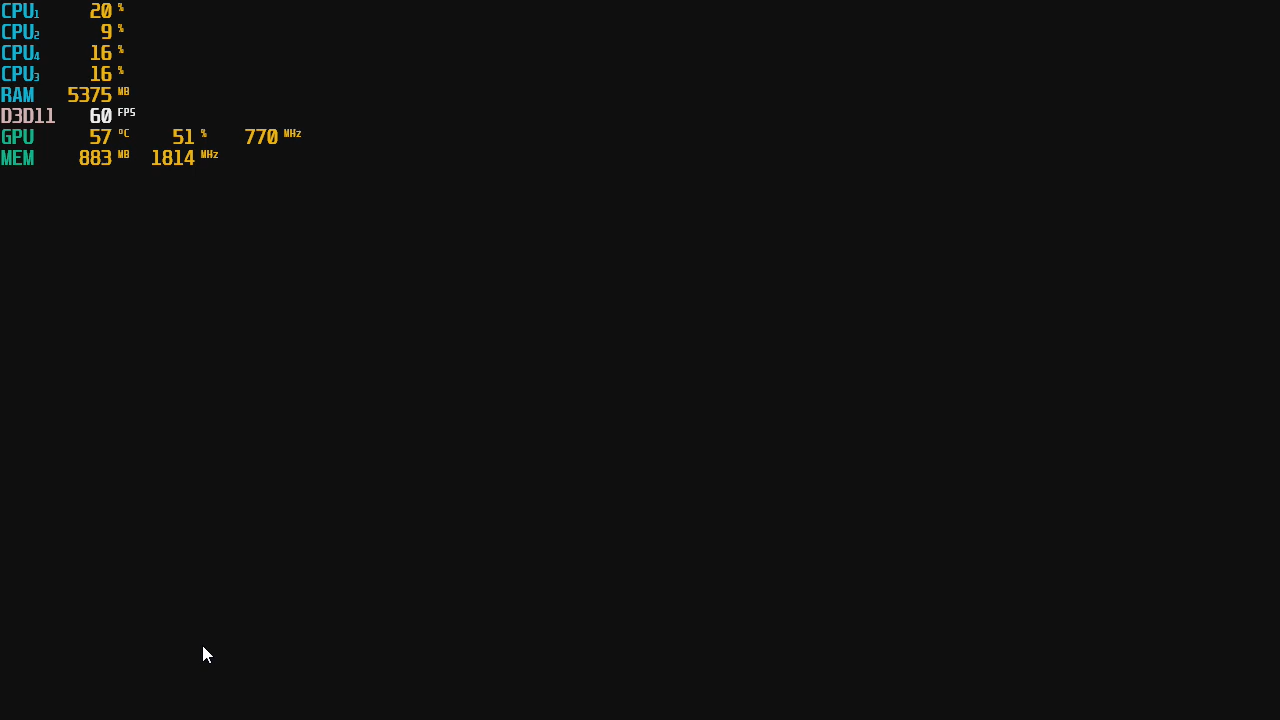 CPU₁ 20 %
CPU₂ 9 %
CPU₄ 16 %
CPU₃ 16 %
RAM 5375 MB
D3D11 60 FPS
GPU 57 °C 51 % 770 MHz
MEM 883 MB 1814 MHz